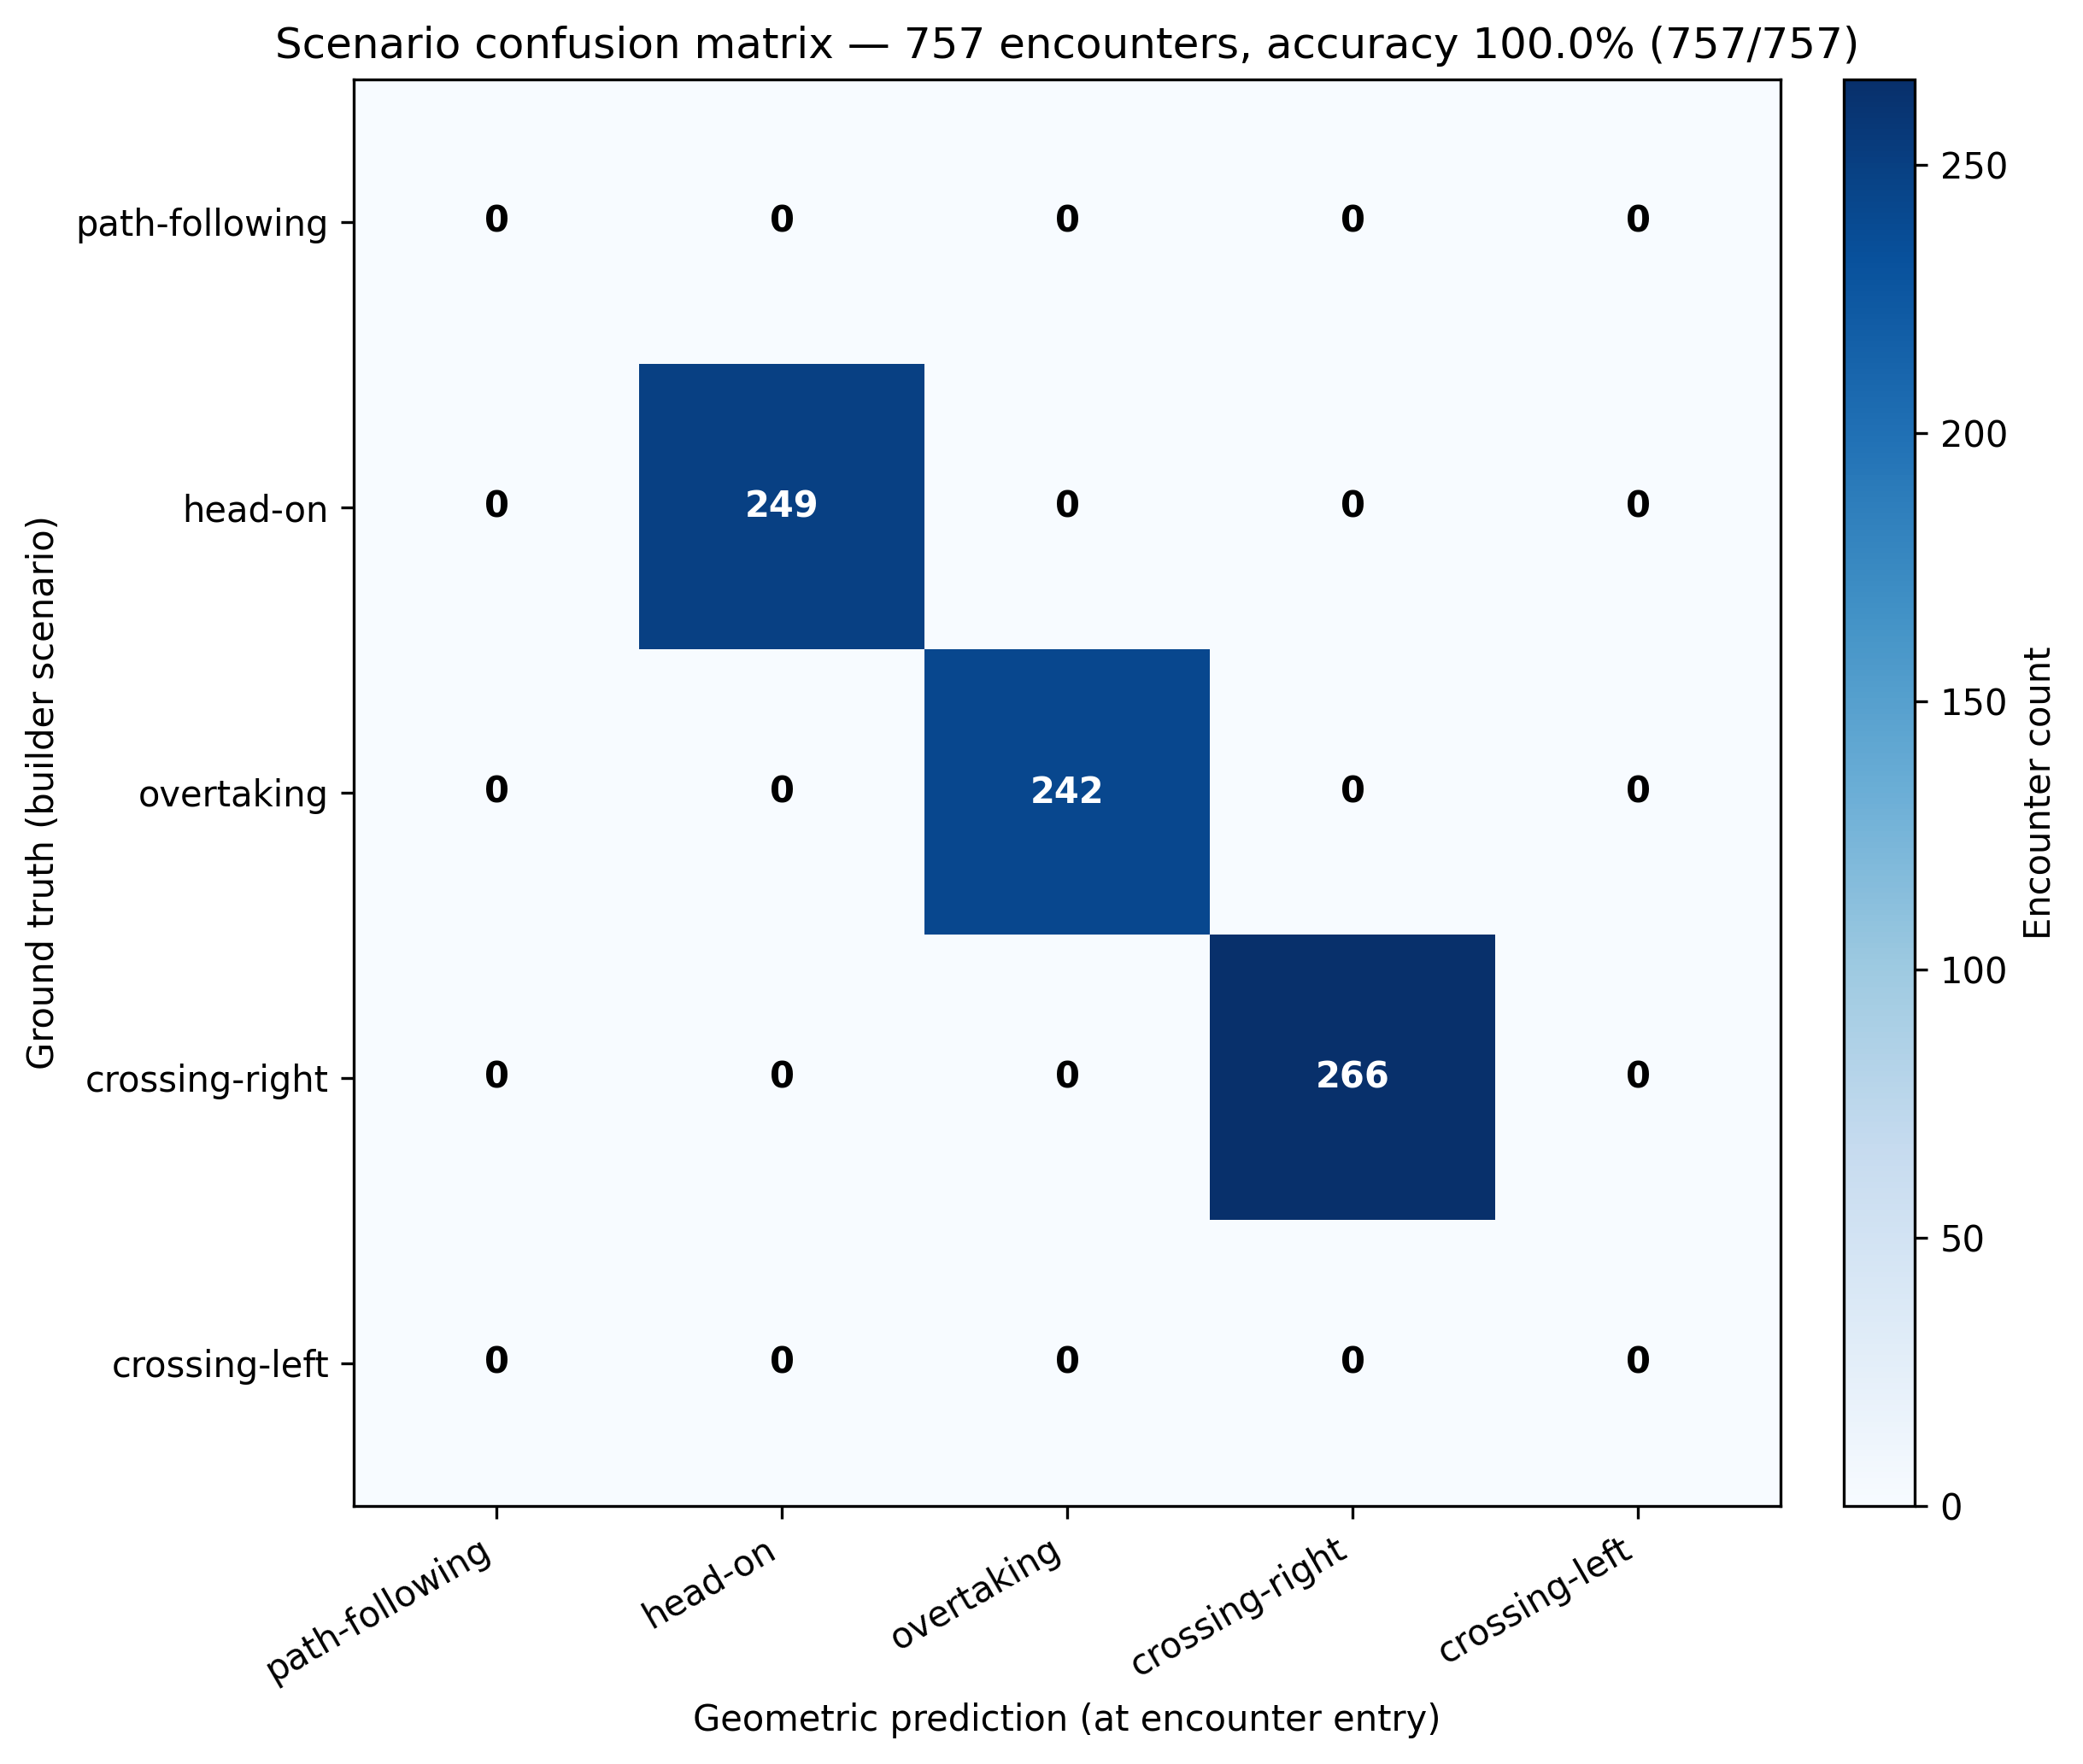 Scenario confusion matrix — 757 encounters, accuracy 100.0% (757/757)
Ground truth (builder scenario)
path-following 0 0 0 0 0
head-on 0 249 0 0 0
overtaking 0 0 242 0 0
crossing-right 0 0 0 266 0
crossing-left 0 0 0 0 0
path-following head-on overtaking crossing-right crossing-left
Geometric prediction (at encounter entry)
250
200
150
100
50
0
Encounter count